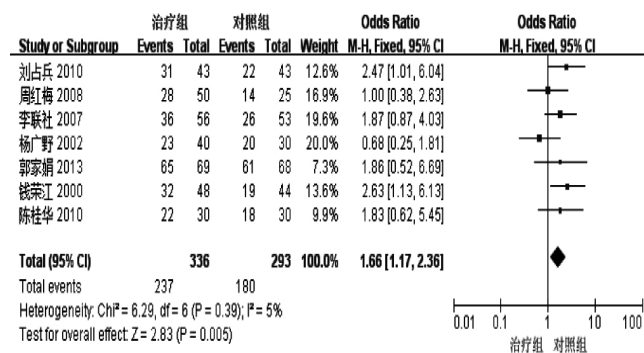 治疗组 对照组 Odds Ratio Odds Ratio
Study or Subgroup Events Total Events Total Weight M-H, Fixed, 95% CI M-H, Fixed, 95% CI
刘占兵 2010 31 43 22 43 12.6% 2.47 [1.01, 6.04]
周红梅 2008 28 50 14 25 13.6% 1.00 [0.38, 2.63]
李联社 2007 36 56 26 53 19.6% 1.87 [0.87, 4.03]
杨广野 2002 23 40 20 30 23.6% 0.68 [0.25, 1.81]
郭家娟 2013 65 69 61 68 7.3% 1.86 [0.52, 6.69]
钱荣江 2000 32 48 19 44 13.4% 2.63 [1.13, 6.13]
陈桂华 2010 22 30 18 30 9.9% 1.83 [0.62, 5.45]
Total (95% CI) 336 293 100.0% 1.66 [1.17, 2.36]
Total events 237 180
Heterogeneity: Chi² = 6.29, df = 6 (P = 0.39); I² = 5%
Test for overall effect: Z = 2.83 (P = 0.005)
0.01 0.1 1 10 100
治疗组 对照组